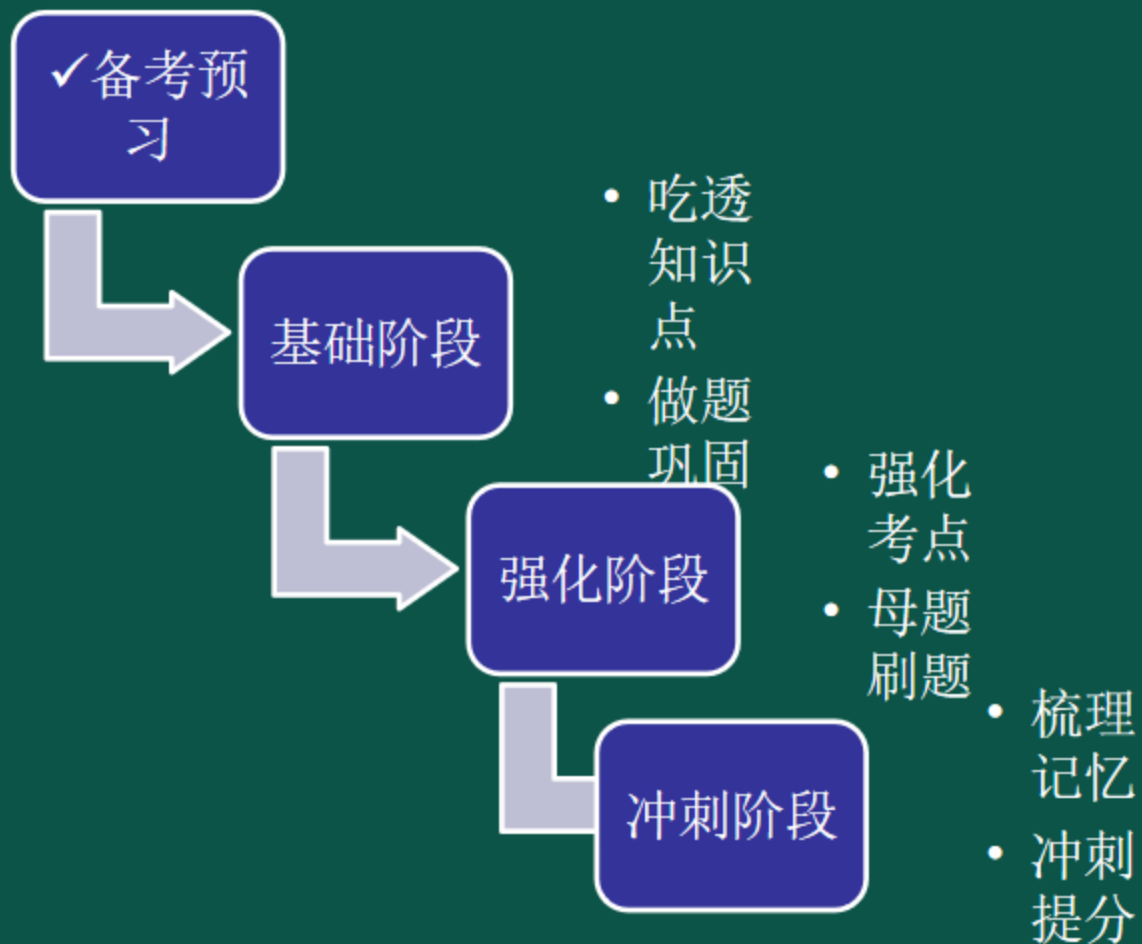 ✓备考预
习
• 吃透
知识
点
• 做题
巩固
基础阶段
• 强化
考点
• 母题
刷题
强化阶段
• 梳理
记忆
• 冲刺
提分
冲刺阶段